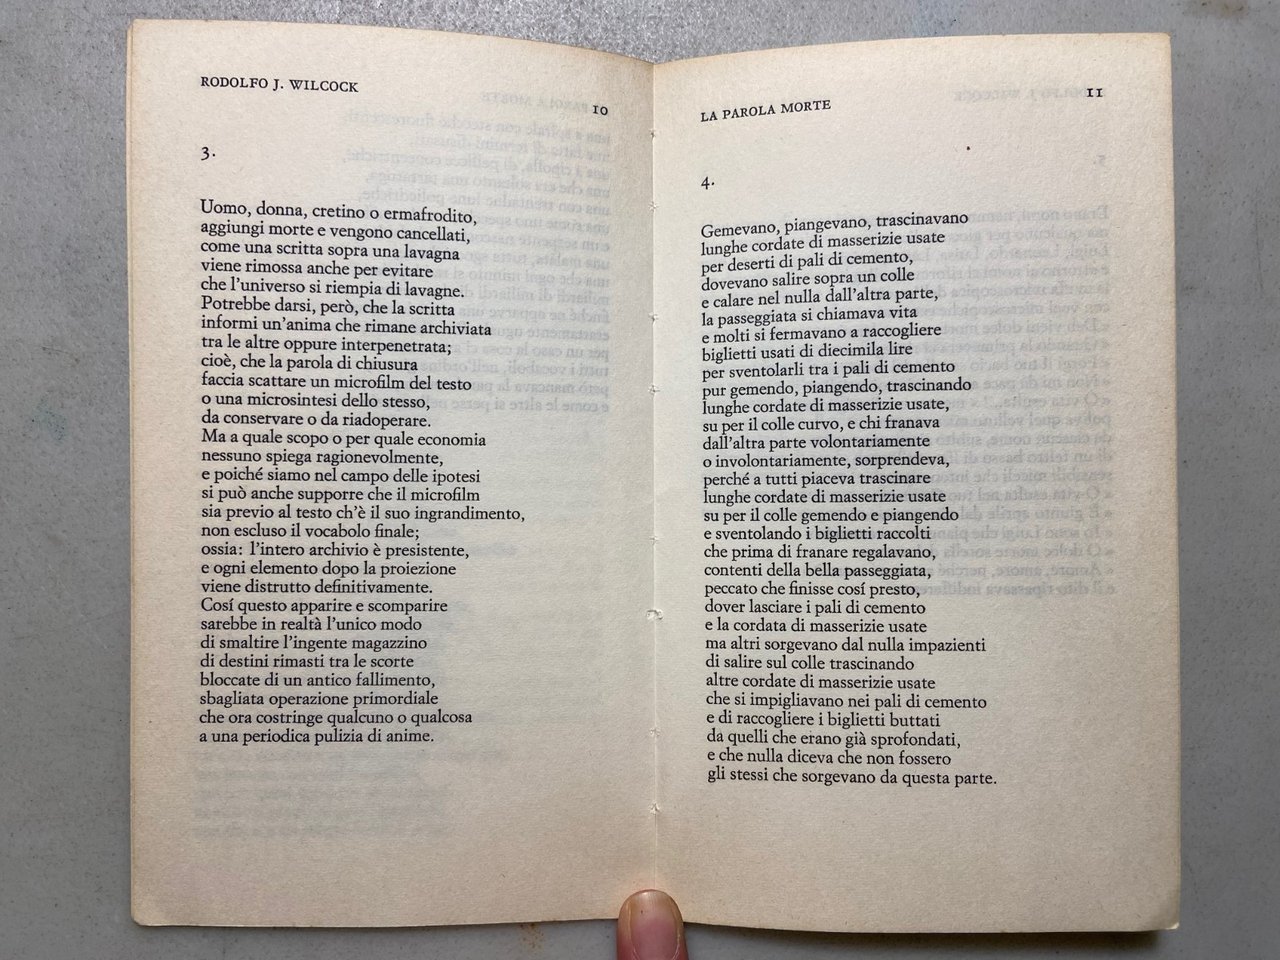 RODOLFO J. WILCOCK
10
3.
Uomo, donna, cretino o ermafrodito,
aggiungi morte e vengono cancellati,
come una scritta sopra una lavagna
viene rimossa anche per evitare
che l'universo si riempia di lavagne.
Potrebbe darsi, però, che la scritta
informi un'anima che rimane archiviata
tra le altre oppure interpenetrata;
cioè, che la parola di chiusura
faccia scattare un microfilm del testo
o una microsintesi dello stesso,
da conservare o da riadoperare.
Ma a quale scopo o per quale economia
nessuno spiega ragionevolmente,
e poiché siamo nel campo delle ipotesi
si può anche supporre che il microfilm
sia previo al testo ch'è il suo ingrandimento,
non escluso il vocabolo finale;
ossia: l'intero archivio è presistente,
e ogni elemento dopo la proiezione
viene distrutto definitivamente.
Cosí questo apparire e scomparire
sarebbe in realtà l'unico modo
di smaltire l'ingente magazzino
di destini rimasti tra le scorte
bloccate di un antico fallimento,
sbagliata operazione primordiale
che ora costringe qualcuno o qualcosa
a una periodica pulizia di anime.
LA PAROLA MORTE
11
4.
Gemevano, piangevano, trascinavano
lunghe cordate di masserizie usate
per deserti di pali di cemento,
dovevano salire sopra un colle
e calare nel nulla dall'altra parte,
la passeggiata si chiamava vita
e molti si fermavano a raccogliere
biglietti usati di diecimila lire
per sventolarli tra i pali di cemento
pur gemendo, piangendo, trascinando
lunghe cordate di masserizie usate,
su per il colle curvo, e chi franava
dall'altra parte volontariamente
o involontariamente, sorprendeva,
perché a tutti piaceva trascinare
lunghe cordate di masserizie usate
su per il colle gemendo e piangendo
e sventolando i biglietti raccolti
che prima di franare regalavano,
contenti della bella passeggiata,
peccato che finisse cosí presto,
dover lasciare i pali di cemento
e la cordata di masserizie usate
ma altri sorgevano dal nulla impazienti
di salire sul colle trascinando
altre cordate di masserizie usate
che si impigliavano nei pali di cemento
e di raccogliere i biglietti buttati
da quelli che erano già sprofondati,
e che nulla diceva che non fossero
gli stessi che sorgevano da questa parte.